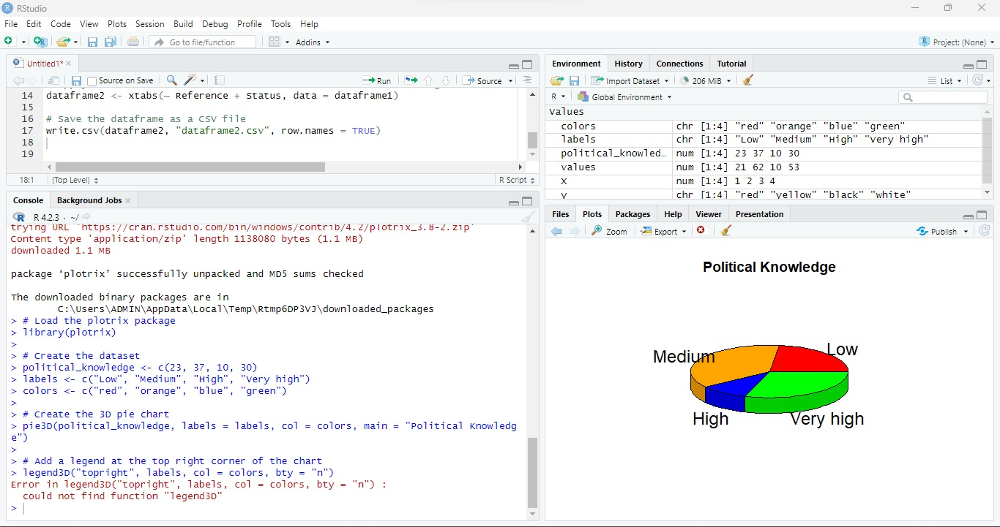 RStudio
File Edit Code View Plots Session Build Debug Profile Tools Help
Go to file/function Addins Project: (None)
Untitled1*
Source on Save Run Source
14 dataframe2 <- xtabs(~ Reference + Status, data = dataframe1)
15
16 # Save the dataframe as a CSV file
17 write.csv(dataframe2, "dataframe2.csv", row.names = TRUE)
18
19
18:1 (Top Level) R Script
Console Background Jobs
R 4.2.3 · ~/
trying URL 'https://cran.rstudio.com/bin/windows/contrib/4.2/plotrix_3.8-2.zip'
Content type 'application/zip' length 1138080 bytes (1.1 MB)
downloaded 1.1 MB
package ‘plotrix’ successfully unpacked and MD5 sums checked
The downloaded binary packages are in
C:\Users\ADMIN\AppData\Local\Temp\Rtmp6DP3VJ\downloaded_packages
> # Load the plotrix package
> library(plotrix)
>
> # Create the dataset
> political_knowledge <- c(23, 37, 10, 30)
> labels <- c("Low", "Medium", "High", "Very high")
> colors <- c("red", "orange", "blue", "green")
>
> # Create the 3D pie chart
> pie3D(political_knowledge, labels = labels, col = colors, main = "Political Knowledg
e")
>
> # Add a legend at the top right corner of the chart
> legend3D("topright", labels, col = colors, bty = "n")
Error in legend3D("topright", labels, col = colors, bty = "n") :
could not find function "legend3D"
>
Environment History Connections Tutorial
Import Dataset 206 MiB List
R Global Environment
Values
colors chr [1:4] "red" "orange" "blue" "green"
labels chr [1:4] "Low" "Medium" "High" "Very high"
political_knowled… num [1:4] 23 37 10 30
values num [1:4] 21 62 10 53
x num [1:4] 1 2 3 4
y chr [1:4] "red" "yellow" "black" "white"
Files Plots Packages Help Viewer Presentation
Zoom Export Publish
Political Knowledge
Low
Medium
High
Very high